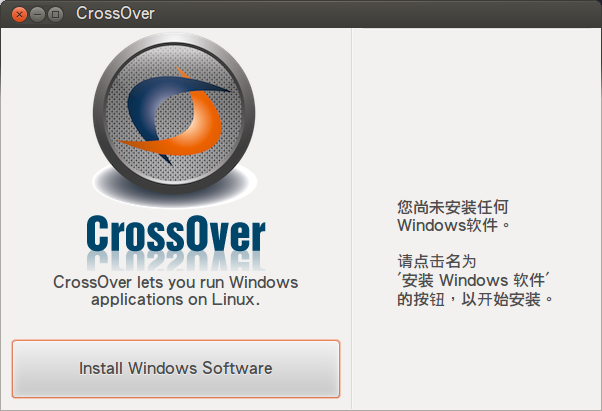 CrossOver
CrossOver
CrossOver lets you run Windows
applications on Linux.
Install Windows Software
您尚未安装任何
Windows软件。
请点击名为
'安装 Windows 软件'
的按钮，以开始安装。